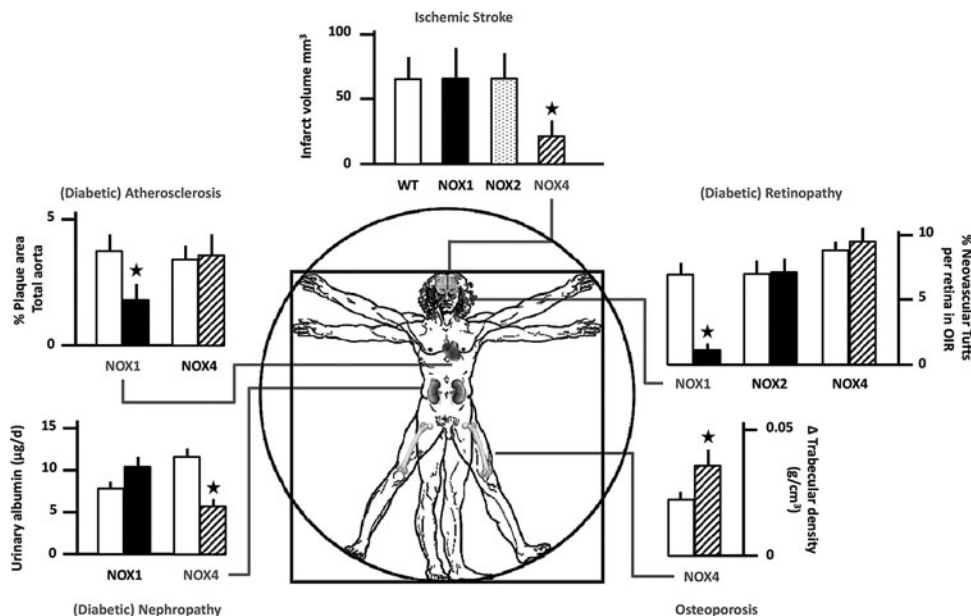 Ischemic Stroke
100
50
0
Infarct volume mm³
WT NOX1 NOX2 NOX4
(Diabetic) Atherosclerosis
5
0
% Plaque area
Total aorta
NOX1 NOX4
(Diabetic) Retinopathy
10
5
0
% Neovascular Tufts
per retina in OIR
NOX1 NOX2 NOX4
15
10
5
0
Urinary albumin (µg/d)
NOX1 NOX4
(Diabetic) Nephropathy
0.05
0
Δ Trabecular density
(g/cm³)
NOX4
Osteoporosis